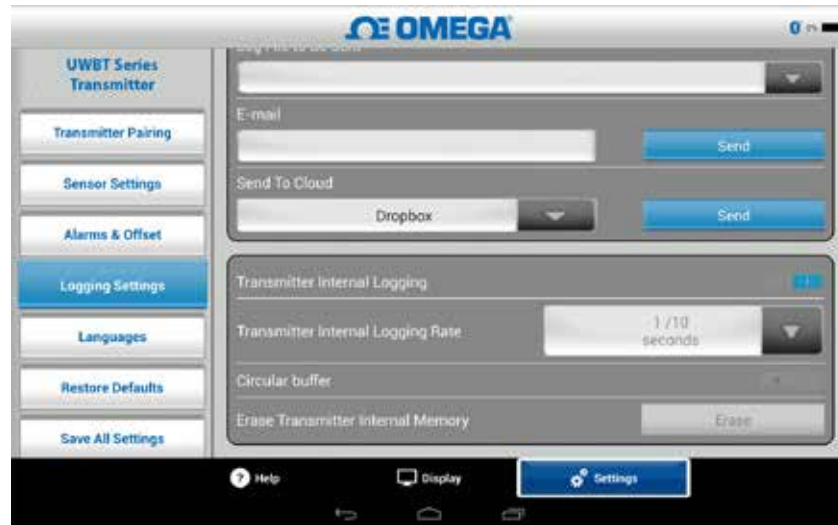 OMEGA
UWBT Series
Transmitter
Transmitter Pairing
Sensor Settings
Alarms & Offset
Logging Settings
Languages
Restore Defaults
Save All Settings
E-mail
Send
Send To Cloud
Dropbox
Send
Transmitter Internal Logging
Transmitter Internal Logging Rate
1 /10
seconds
Circular buffer
Erase Transmitter Internal Memory
Erase
Help
Display
Settings